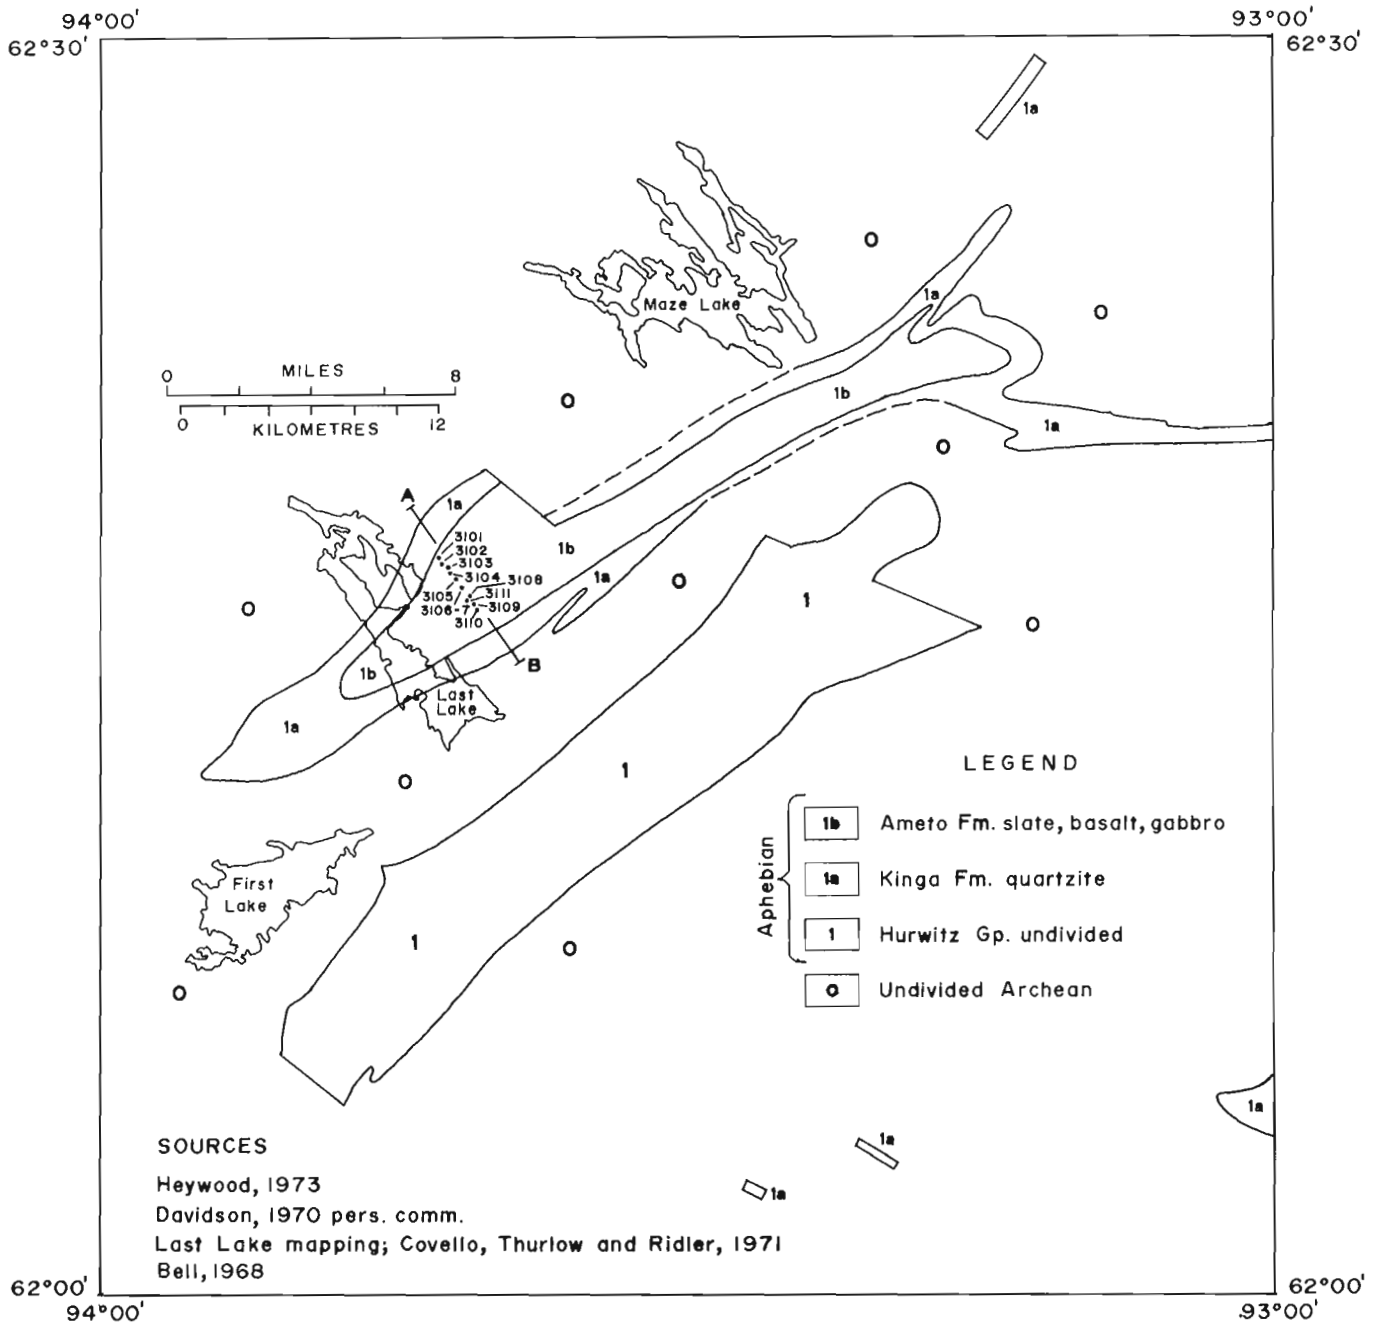 94°00'
93°00'
62°30'
62°30'
1a
O
1a
O
Maze Lake
0 MILES 8
0 KILOMETRES 12
O
1b
1a
O
A
1a
3101
3102
3103
3104
3108
3105
3111
3106-7
3109
3110
1b
1a
O
1
O
O
B
1b
Last
Lake
1a
1
O
LEGEND
Aphebian
1b Ameto Fm. slate, basalt, gabbro
1a Kinga Fm. quartzite
1 Hurwitz Gp. undivided
O Undivided Archean
First
Lake
1
O
O
1a
1a
1a
SOURCES
Heywood, 1973
Davidson, 1970 pers. comm.
Last Lake mapping; Covello, Thurlow and Ridler, 1971
Bell, 1968
62°00'
62°00'
94°00'
93°00'